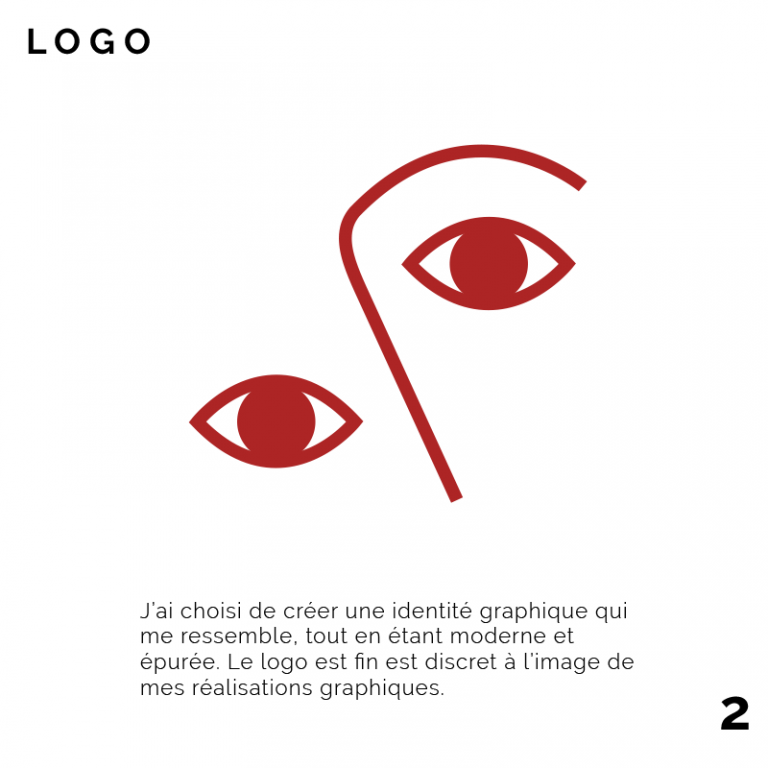 LOGO
J'ai choisi de créer une identité graphique qui
me ressemble, tout en étant moderne et
épurée. Le logo est fin est discret à l'image de
mes réalisations graphiques.
2